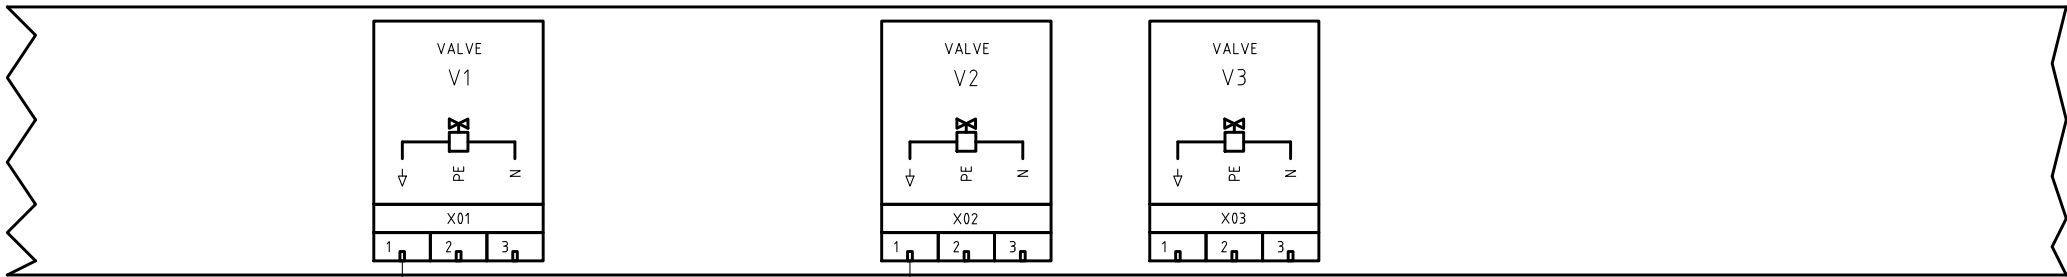 VALVE VALVE VALVE
V1 V2 V3
PE N PE N PE N
X01 X02 X03
1 2 3 1 2 3 1 2 3